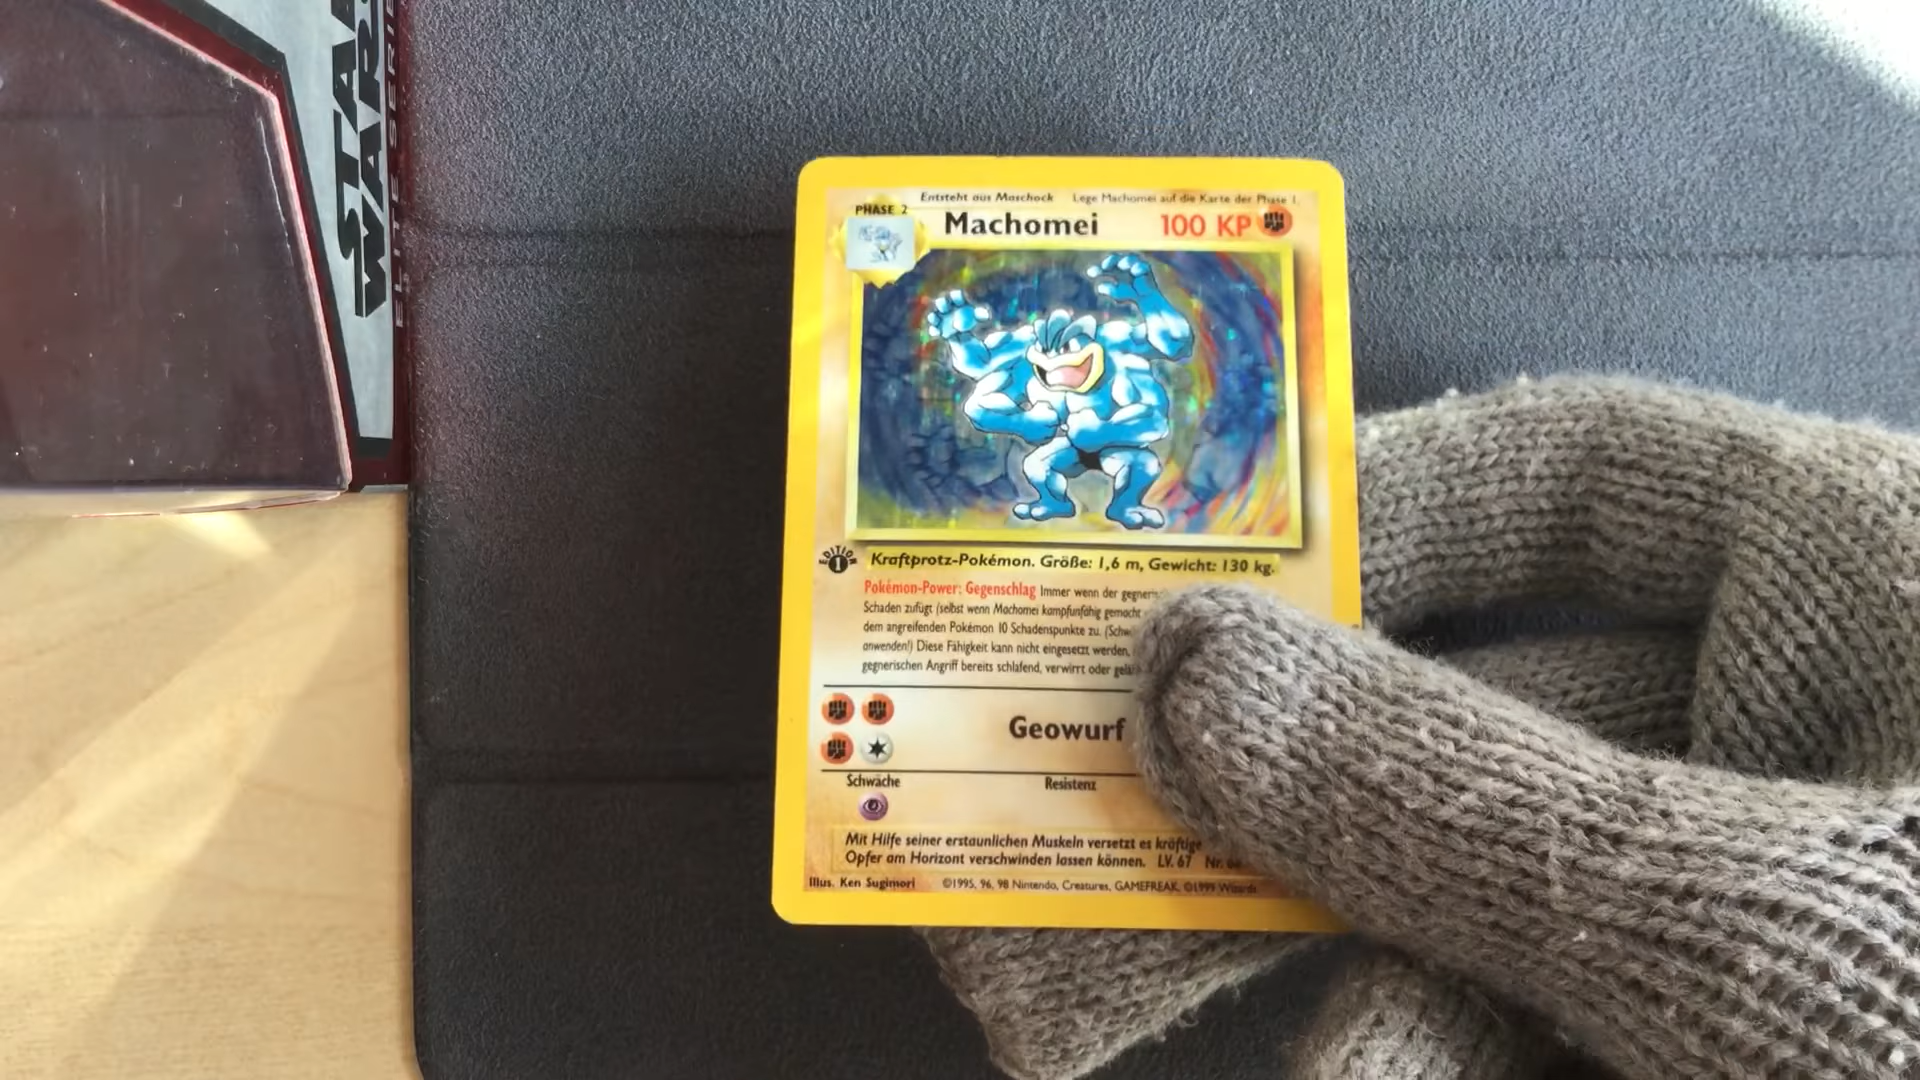 STAR
WARS
ELITE SERIE
Entsteht aus Maschock Lege Machomei auf die Karte der Phase 1.
PHASE 2
Machomei 100 KP
EDITION
1
Kraftprotz-Pokémon. Größe: 1,6 m, Gewicht: 130 kg.
Pokémon-Power: Gegenschlag Immer wenn der
Schaden zufügt (selbst wenn Machomei kampfunfähig gemacht
dem angreifenden Pokémon 10 Schadenspunkte zu.
anwenden!) Diese Fähigkeit kann nicht eingesetzt werden,
gegnerischen Angriff bereits schlafend, verwirrt oder
Geowurf
Schwäche Resistenz
Mit Hilfe seiner erstaunlichen Muskeln versetzt es kräftige
Opfer am Horizont verschwinden lassen können. LV. 67 Nr.
Illus. Ken Sugimori ©1995, 96, 98 Nintendo, Creatures, GAMEFREAK, ©1999 Wizards